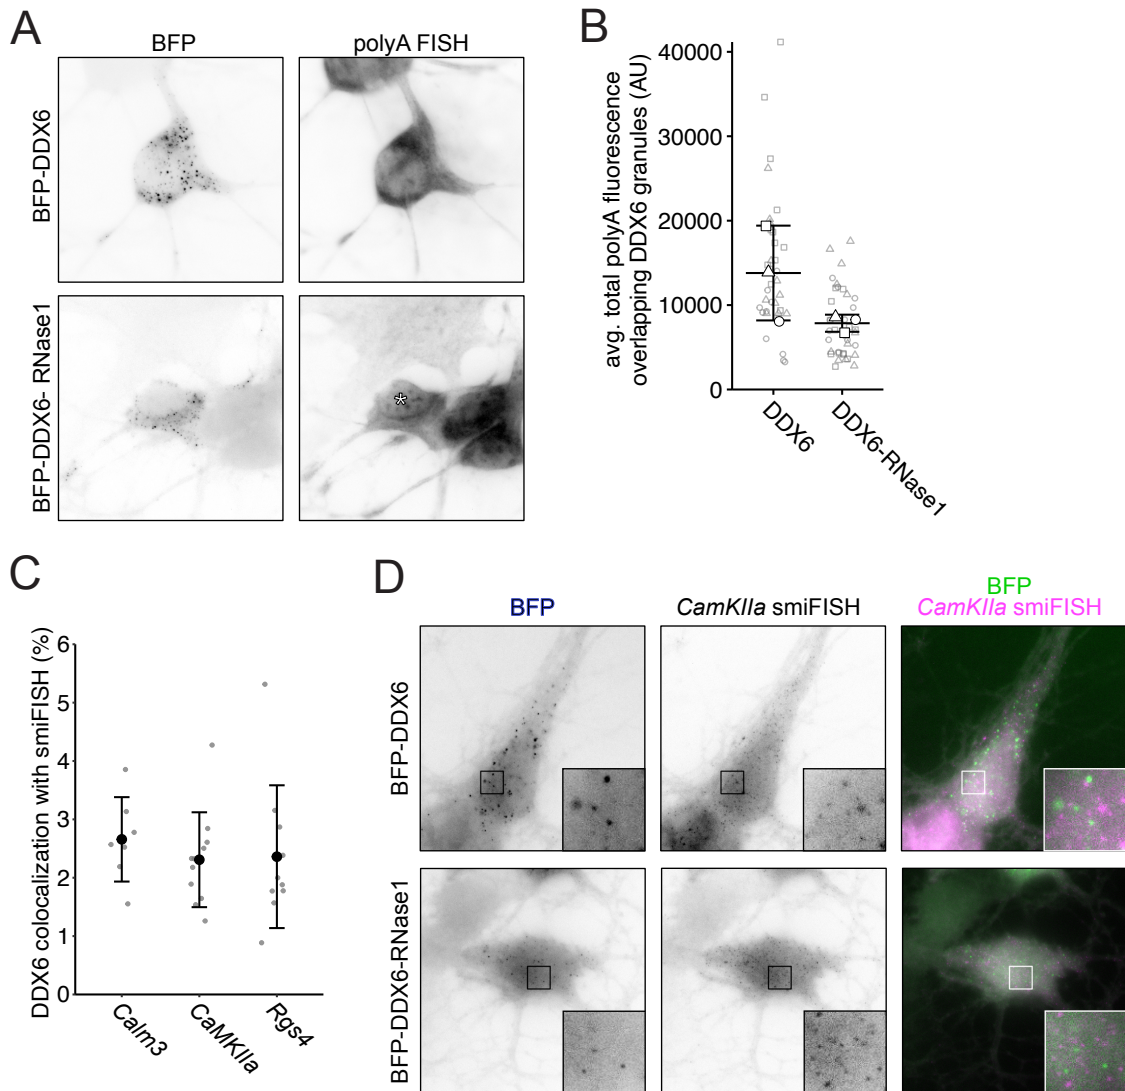 A
BFP
polyA FISH
BFP-DDX6
BFP-DDX6- RNase1
*
B
avg. total polyA fluorescence
overlapping DDX6 granules (AU)
40000
30000
20000
10000
0
DDX6
DDX6-RNase1
C
DDX6 colocalization with smiFISH (%)
6
5
4
3
2
1
0
Calm3
CaMKIIa
Rgs4
D
BFP
CamKIIa smiFISH
BFP
CamKIIa smiFISH
BFP-DDX6
BFP-DDX6-RNase1